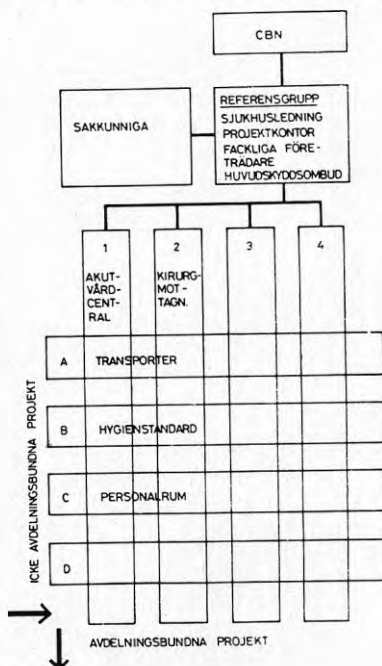 CBN
SAKKUNNIGA
REFERENSGRUPP
SJUKHUSLEDNING
PROJEKTKONTOR
FACKLIGA FÖRE-
TRÄDARE
HUVUDSKYDDSOMBUD
1
2
3
4
AKUT-
VÅRD-
CENT-
RAL
KIRURG-
MOT-
TAGN.
A TRANSPORTER
B HYGIENSTANDARD
C PERSONALRUM
D
ICKE AVDELNINGSBUNDNA PROJEKT
AVDELNINGSBUNDNA PROJEKT